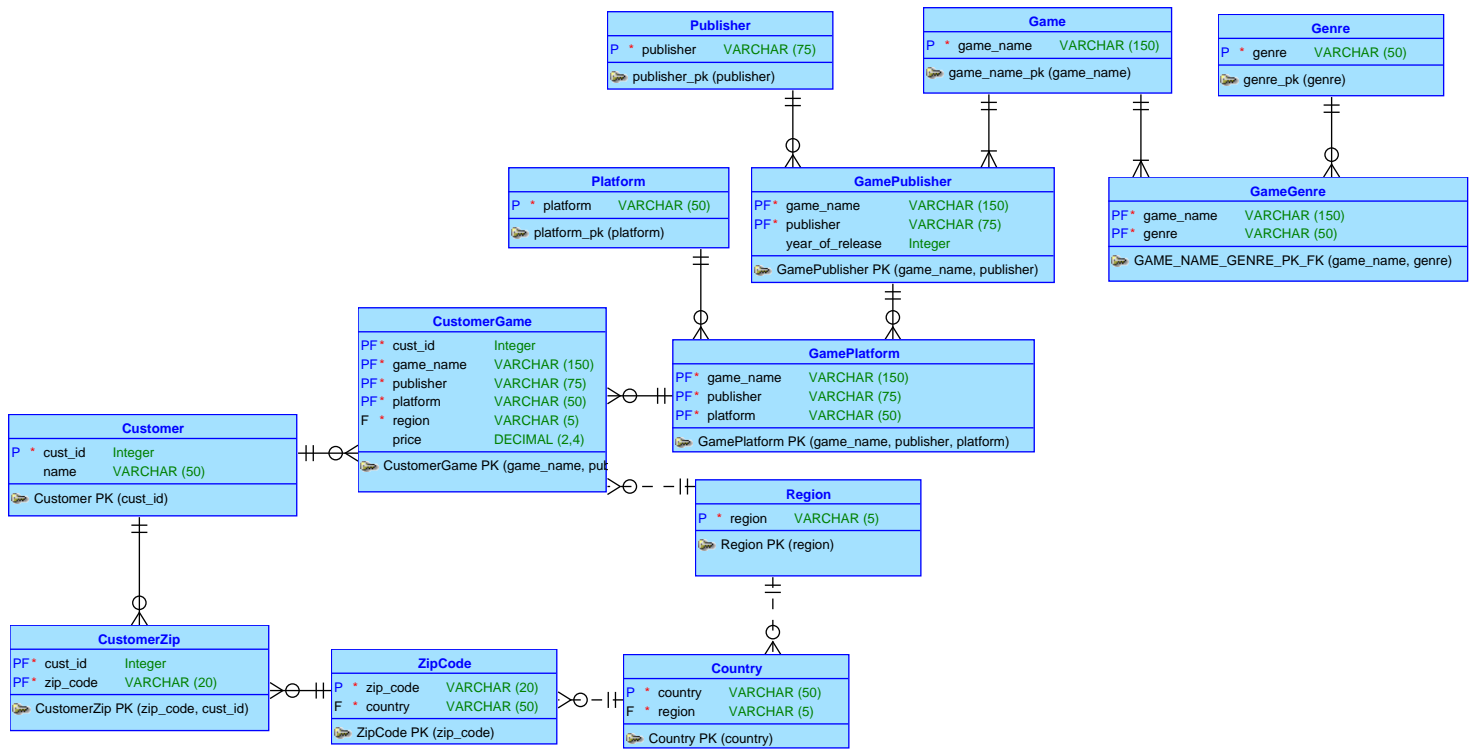 Publisher
P * publisher VARCHAR (75)
publisher_pk (publisher)
Game
P * game_name VARCHAR (150)
game_name_pk (game_name)
Genre
P * genre VARCHAR (50)
genre_pk (genre)
Platform
P * platform VARCHAR (50)
platform_pk (platform)
GamePublisher
PF* game_name VARCHAR (150)
PF* publisher VARCHAR (75)
year_of_release Integer
GamePublisher PK (game_name, publisher)
GameGenre
PF* game_name VARCHAR (150)
PF* genre VARCHAR (50)
GAME_NAME_GENRE_PK_FK (game_name, genre)
CustomerGame
PF* cust_id Integer
PF* game_name VARCHAR (150)
PF* publisher VARCHAR (75)
PF* platform VARCHAR (50)
F * region VARCHAR (5)
price DECIMAL (2,4)
CustomerGame PK (game_name, pub
GamePlatform
PF* game_name VARCHAR (150)
PF* publisher VARCHAR (75)
PF* platform VARCHAR (50)
GamePlatform PK (game_name, publisher, platform)
Customer
P * cust_id Integer
name VARCHAR (50)
Customer PK (cust_id)
Region
P * region VARCHAR (5)
Region PK (region)
CustomerZip
PF* cust_id Integer
PF* zip_code VARCHAR (20)
CustomerZip PK (zip_code, cust_id)
ZipCode
P * zip_code VARCHAR (20)
F * country VARCHAR (50)
ZipCode PK (zip_code)
Country
P * country VARCHAR (50)
F * region VARCHAR (5)
Country PK (country)